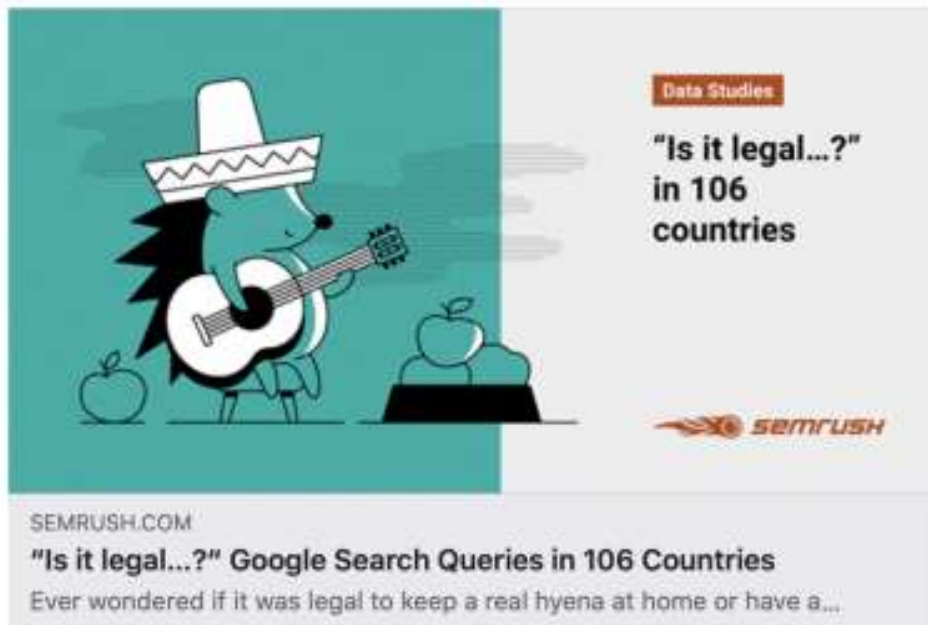 Data Studies
“Is it legal...?”
in 106
countries
semrush
SEMRUSH.COM
“Is it legal...?” Google Search Queries in 106 Countries
Ever wondered if it was legal to keep a real hyena at home or have a...